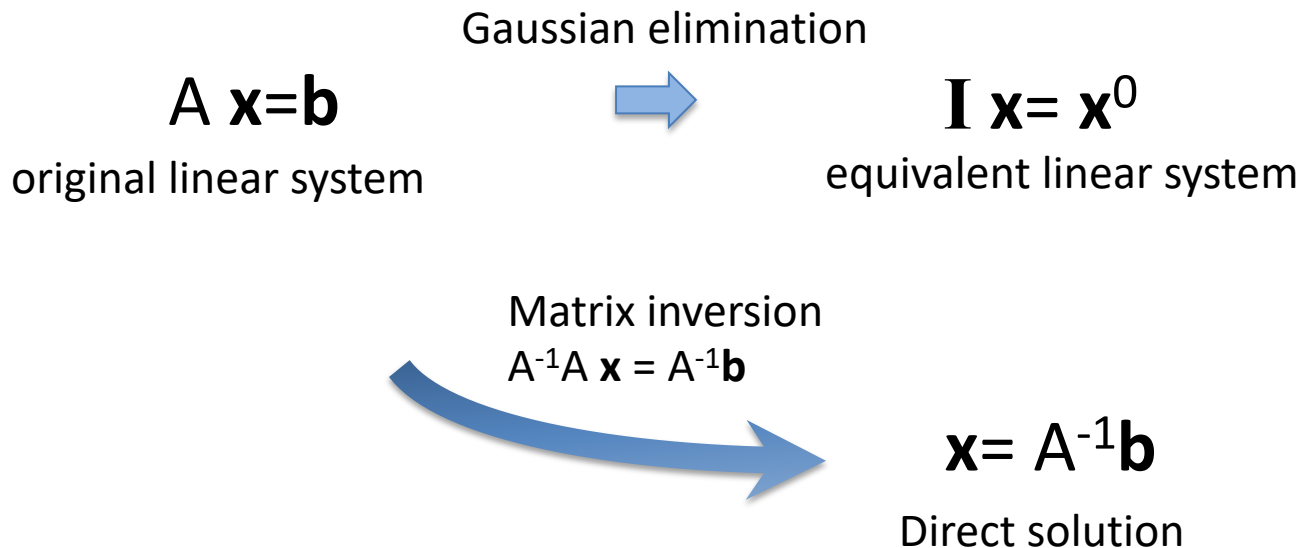 Gaussian elimination
A x=b
I x= x⁰
original linear system
equivalent linear system
Matrix inversion
A⁻¹A x = A⁻¹b
x= A⁻¹b
Direct solution